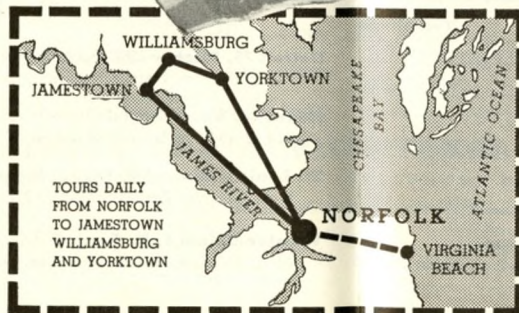 WILLIAMSBURG
JAMESTOWN
YORKTOWN
CHESAPEAKE
BAY
ATLANTIC OCEAN
JAMES RIVER
TOURS DAILY
FROM NORFOLK
TO JAMESTOWN
WILLIAMSBURG
AND YORKTOWN
NORFOLK
VIRGINIA
BEACH